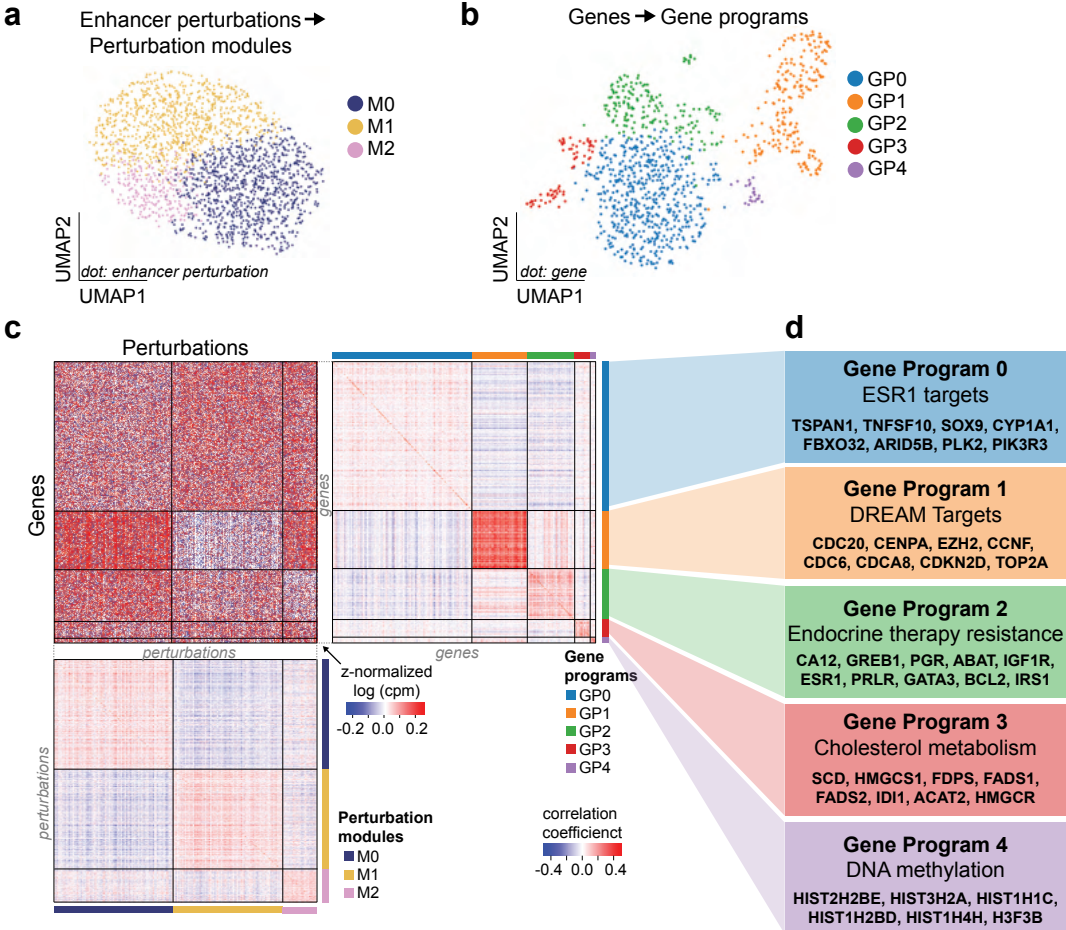 a
Enhancer perturbations →
Perturbation modules
M0
M1
M2
UMAP2
dot: enhancer perturbation
UMAP1
b
Genes → Gene programs
GP0
GP1
GP2
GP3
GP4
UMAP2
dot: gene
UMAP1
c
Perturbations
Genes
genes
perturbations
genes
z-normalized
log (cpm)
-0.2 0.0 0.2
Gene
programs
GP0
GP1
GP2
GP3
GP4
perturbations
Perturbation
modules
M0
M1
M2
correlation
coefficienct
-0.4 0.0 0.4
d
Gene Program 0
ESR1 targets
TSPAN1, TNFSF10, SOX9, CYP1A1,
FBXO32, ARID5B, PLK2, PIK3R3
Gene Program 1
DREAM Targets
CDC20, CENPA, EZH2, CCNF,
CDC6, CDCA8, CDKN2D, TOP2A
Gene Program 2
Endocrine therapy resistance
CA12, GREB1, PGR, ABAT, IGF1R,
ESR1, PRLR, GATA3, BCL2, IRS1
Gene Program 3
Cholesterol metabolism
SCD, HMGCS1, FDPS, FADS1,
FADS2, IDI1, ACAT2, HMGCR
Gene Program 4
DNA methylation
HIST2H2BE, HIST3H2A, HIST1H1C,
HIST1H2BD, HIST1H4H, H3F3B